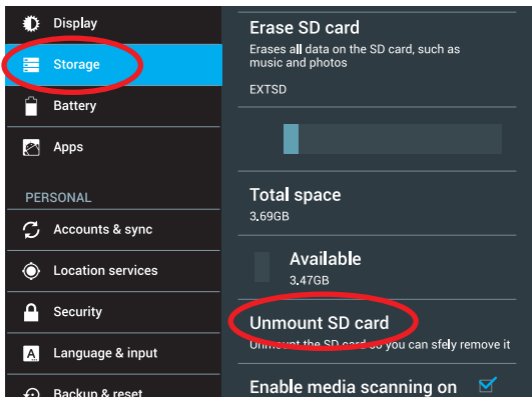 Display
Storage
Battery
Apps
PERSONAL
Accounts & sync
Location services
Security
Language & input
Backup & reset
Erase SD card
Erases all data on the SD card, such as
music and photos
EXTSD
Total space
3.69GB
Available
3.47GB
Unmount SD card
Unmount the SD card so you can sfely remove it
Enable media scanning on